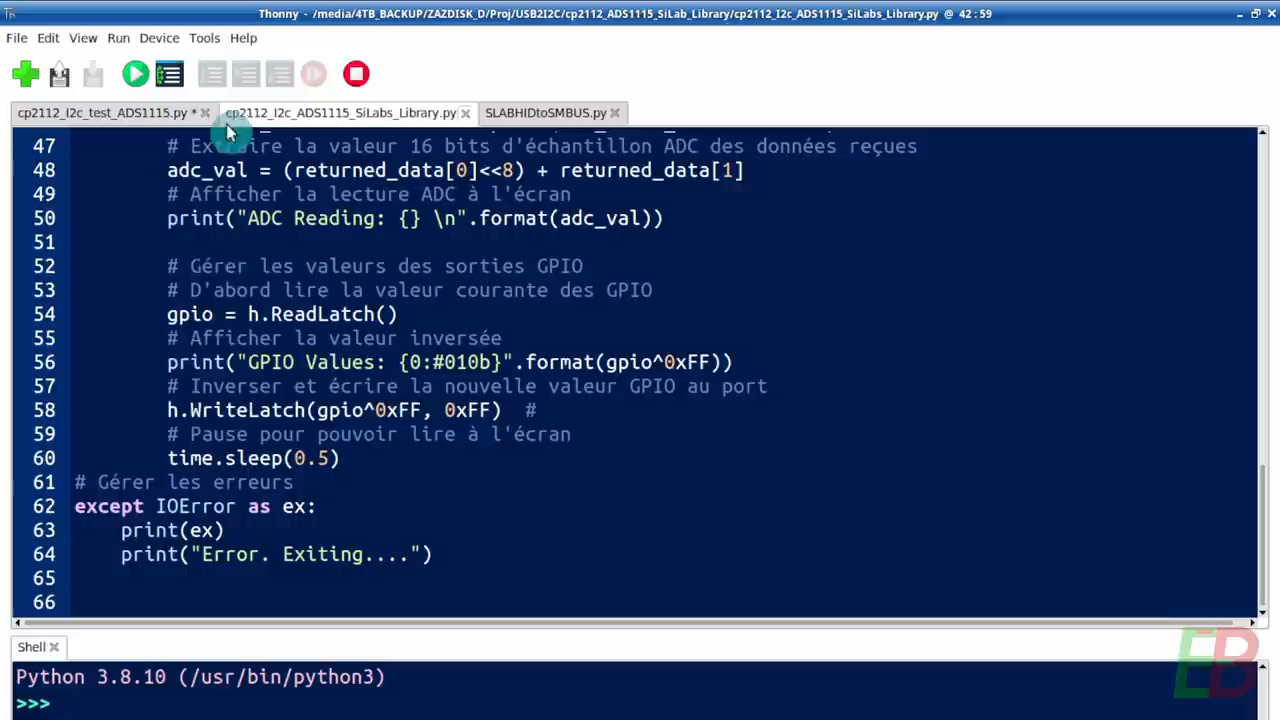 Thonny - /media/4TB_BACKUP/ZAZDISK_D/Proj/USB2I2C/cp2112_ADS1115_SiLab_Library/cp2112_I2c_ADS1115_SiLabs_Library.py @ 42:59
File Edit View Run Device Tools Help
cp2112_I2c_test_ADS1115.py * cp2112_I2c_ADS1115_SiLabs_Library.py SLABHIDtoSMBUS.py
47 # Extraire la valeur 16 bits d'échantillon ADC des données reçues
48 adc_val = (returned_data[0]<<8) + returned_data[1]
49 # Afficher la lecture ADC à l'écran
50 print("ADC Reading: {} \n".format(adc_val))
51
52 # Gérer les valeurs des sorties GPIO
53 # D'abord lire la valeur courante des GPIO
54 gpio = h.ReadLatch()
55 # Afficher la valeur inversée
56 print("GPIO Values: {0:#010b}".format(gpio^0xFF))
57 # Inverser et écrire la nouvelle valeur GPIO au port
58 h.WriteLatch(gpio^0xFF, 0xFF) #
59 # Pause pour pouvoir lire à l'écran
60 time.sleep(0.5)
61 # Gérer les erreurs
62 except IOError as ex:
63 print(ex)
64 print("Error. Exiting....")
65
66
EB
Shell
Python 3.8.10 (/usr/bin/python3)
>>>